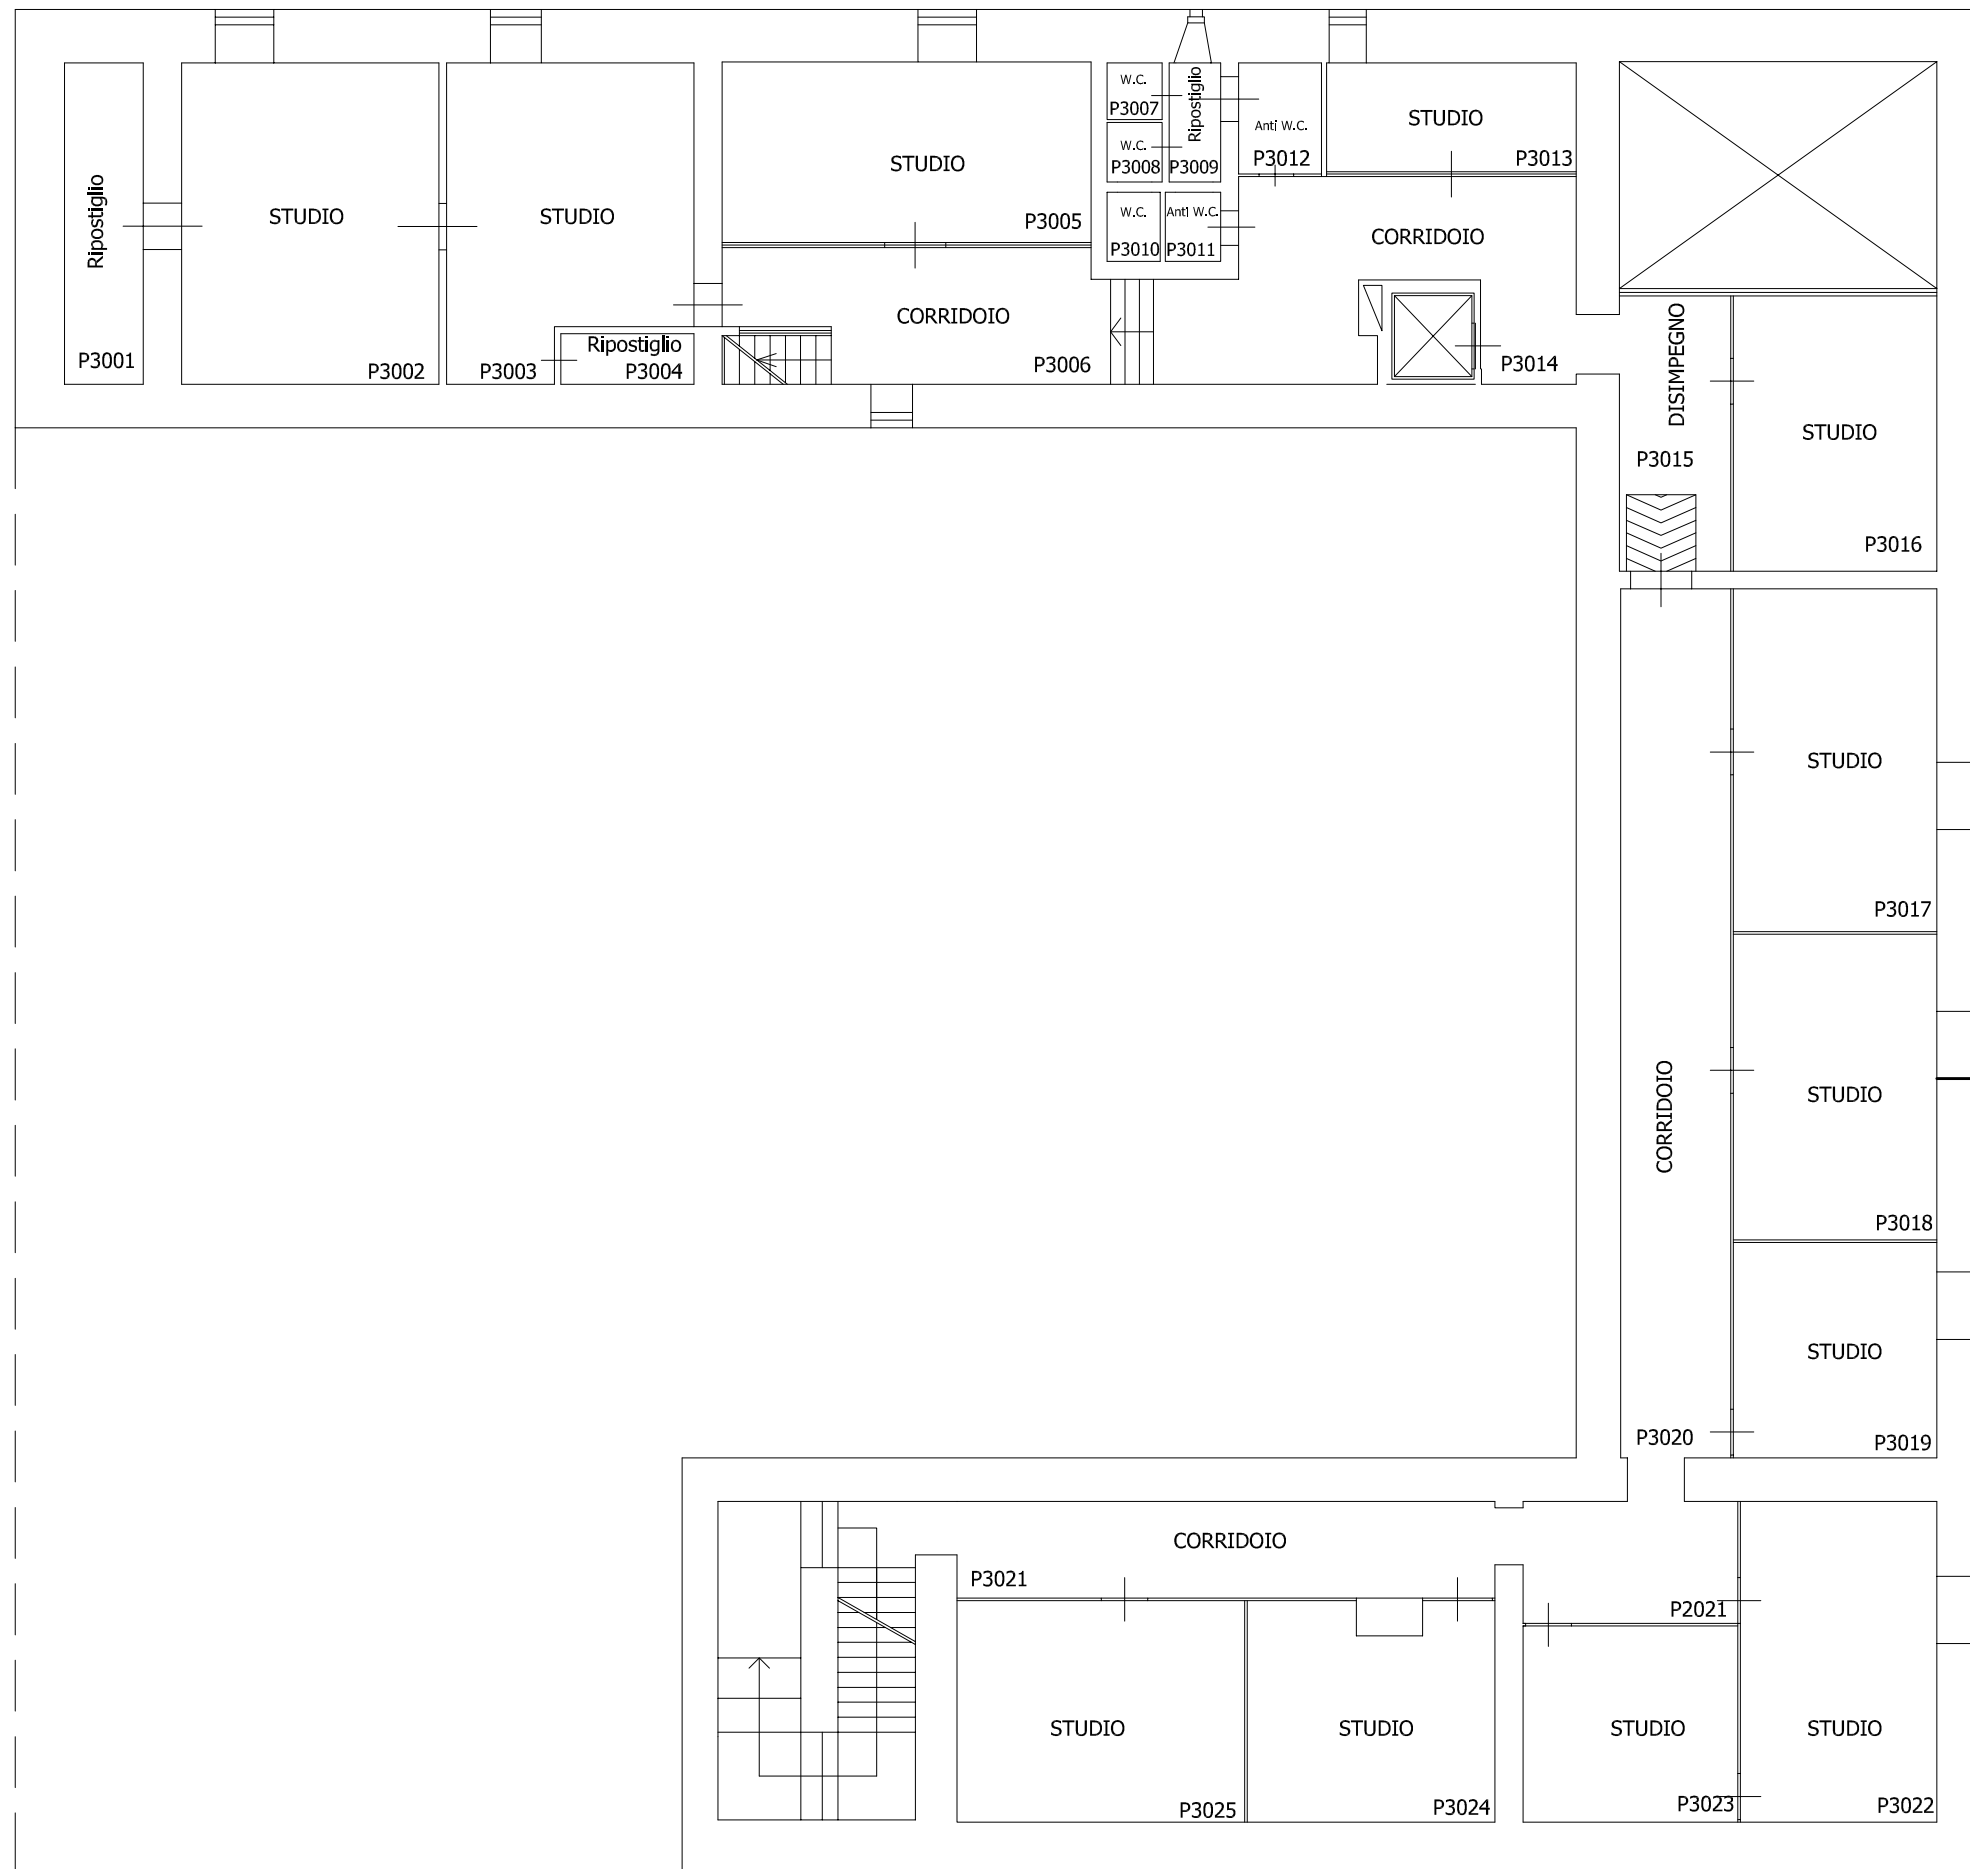 Ripostiglio
P3001
STUDIO
P3002
STUDIO
P3003
Ripostiglio
P3004
STUDIO
P3005
CORRIDOIO
P3006
W.C.
P3007
W.C.
P3008
Ripostiglio
P3009
W.C.
P3010
Anti W.C.
P3011
Anti W.C.
P3012
STUDIO
P3013
CORRIDOIO
P3014
DISIMPEGNO
P3015
STUDIO
P3016
STUDIO
P3017
STUDIO
P3018
STUDIO
P3019
CORRIDOIO
P3020
CORRIDOIO
P3021
P2021
STUDIO
P3025
STUDIO
P3024
STUDIO
P3023
STUDIO
P3022